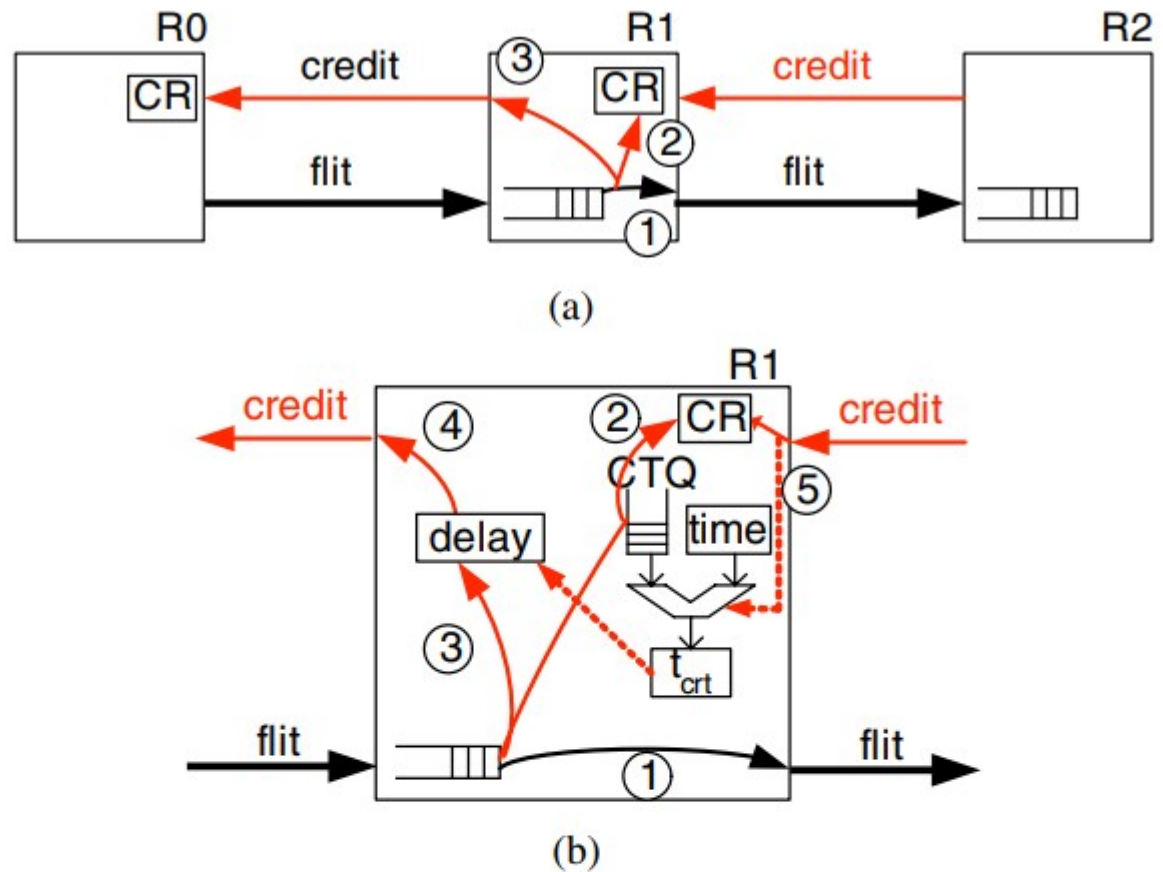 R0 R1 R2
credit ③ credit
CR CR
②
flit flit
①
(a)
R1
credit ④ ② CR credit
CTQ
⑤
delay time
③
t_crt
flit flit
①
(b)